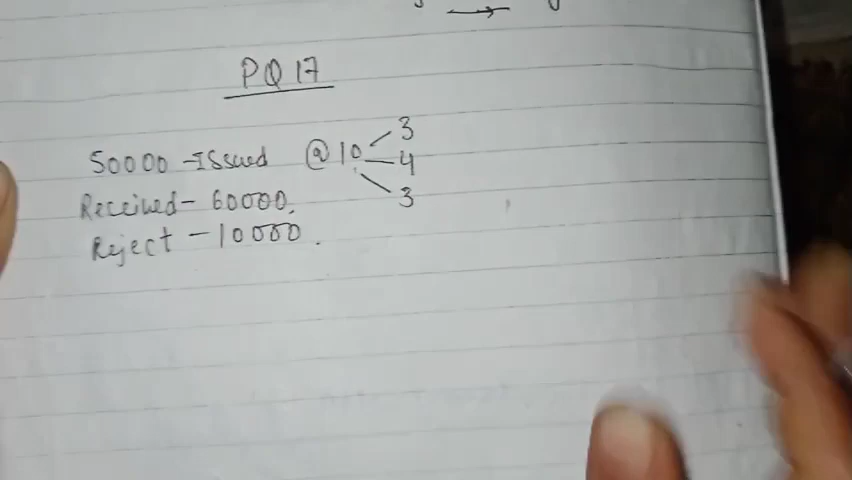 PQ 17
50000 - Issued @ 10 3
4
3
Received - 60000.
Reject - 10000.